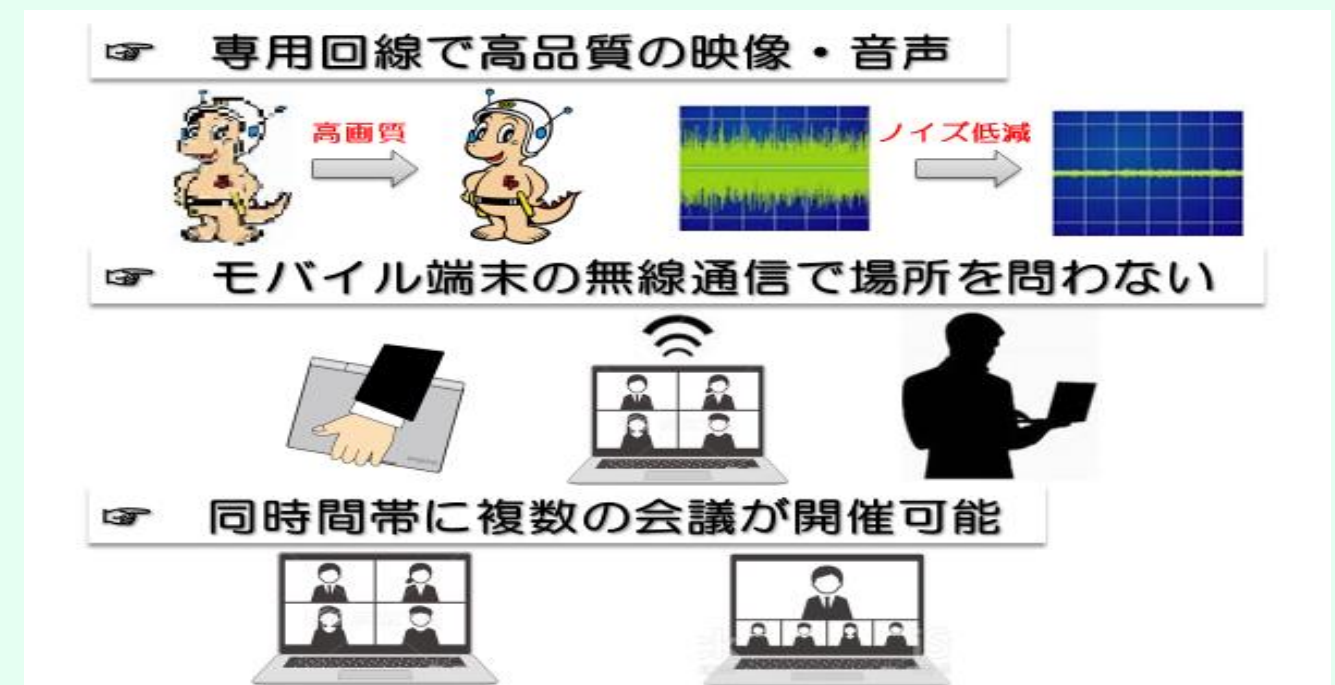 ☞ 専用回線で高品質の映像・音声
高画質
ノイズ低減
☞ モバイル端末の無線通信で場所を問わない
☞ 同時間帯に複数の会議が開催可能